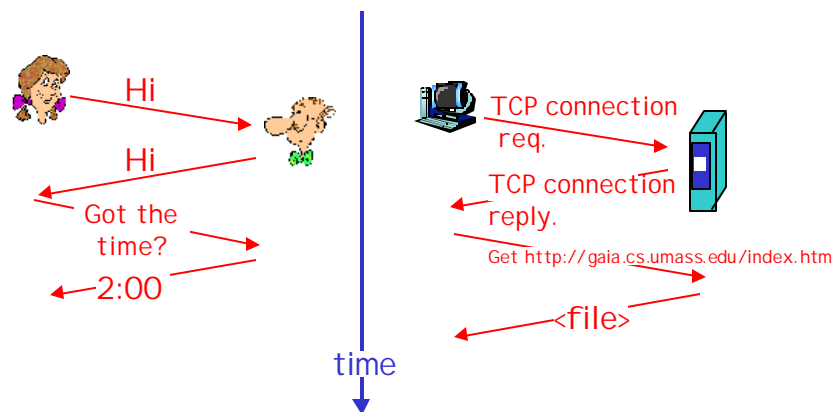 Hi
Hi
Got the
time?
2:00
TCP connection
req.
TCP connection
reply.
Get http://gaia.cs.umass.edu/index.htm
<file>
time